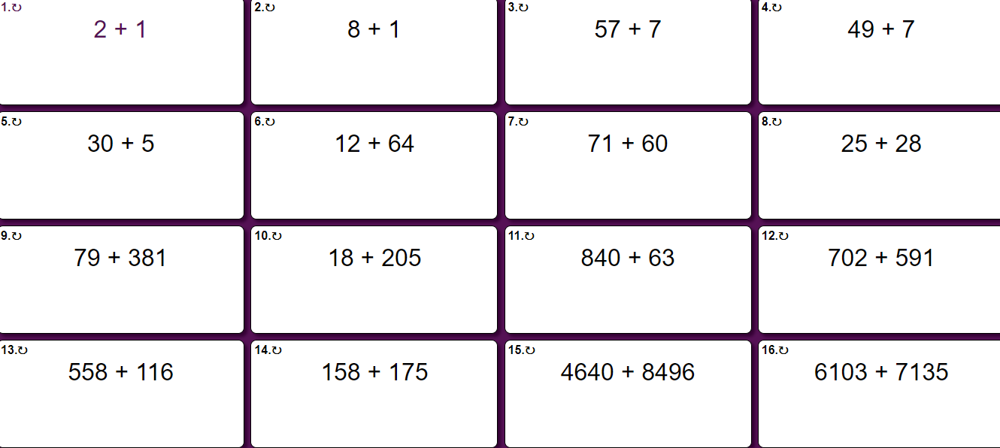 1.↻
2 + 1
2.↻
8 + 1
3.↻
57 + 7
4.↻
49 + 7
5.↻
30 + 5
6.↻
12 + 64
7.↻
71 + 60
8.↻
25 + 28
9.↻
79 + 381
10.↻
18 + 205
11.↻
840 + 63
12.↻
702 + 591
13.↻
558 + 116
14.↻
158 + 175
15.↻
4640 + 8496
16.↻
6103 + 7135